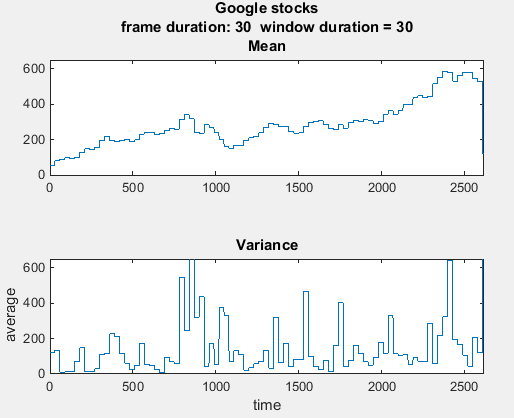 Google stocks
frame duration: 30  window duration = 30
Mean
600
400
200
0
0 500 1000 1500 2000 2500
Variance
600
400
200
0
average
0 500 1000 1500 2000 2500
time